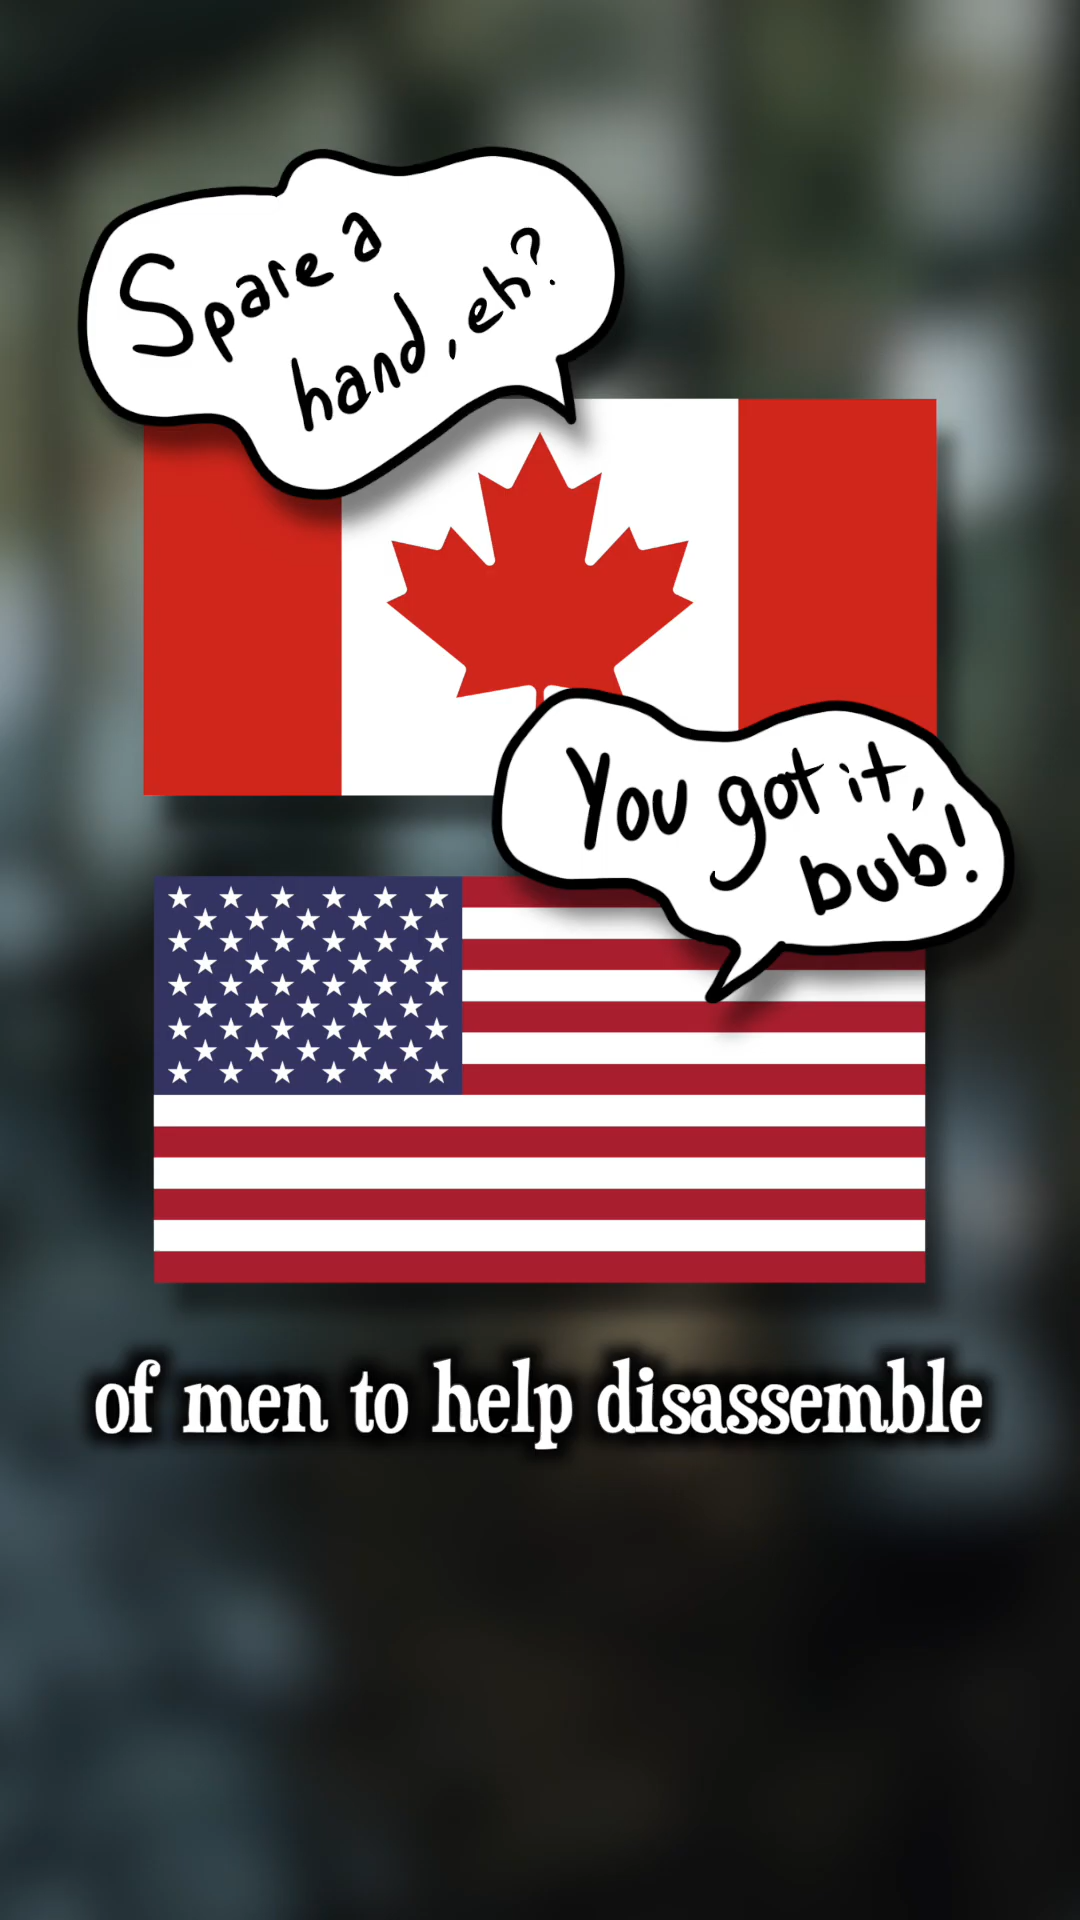 Spare a
hand, eh?
You got it,
bub!
of men to help disassemble